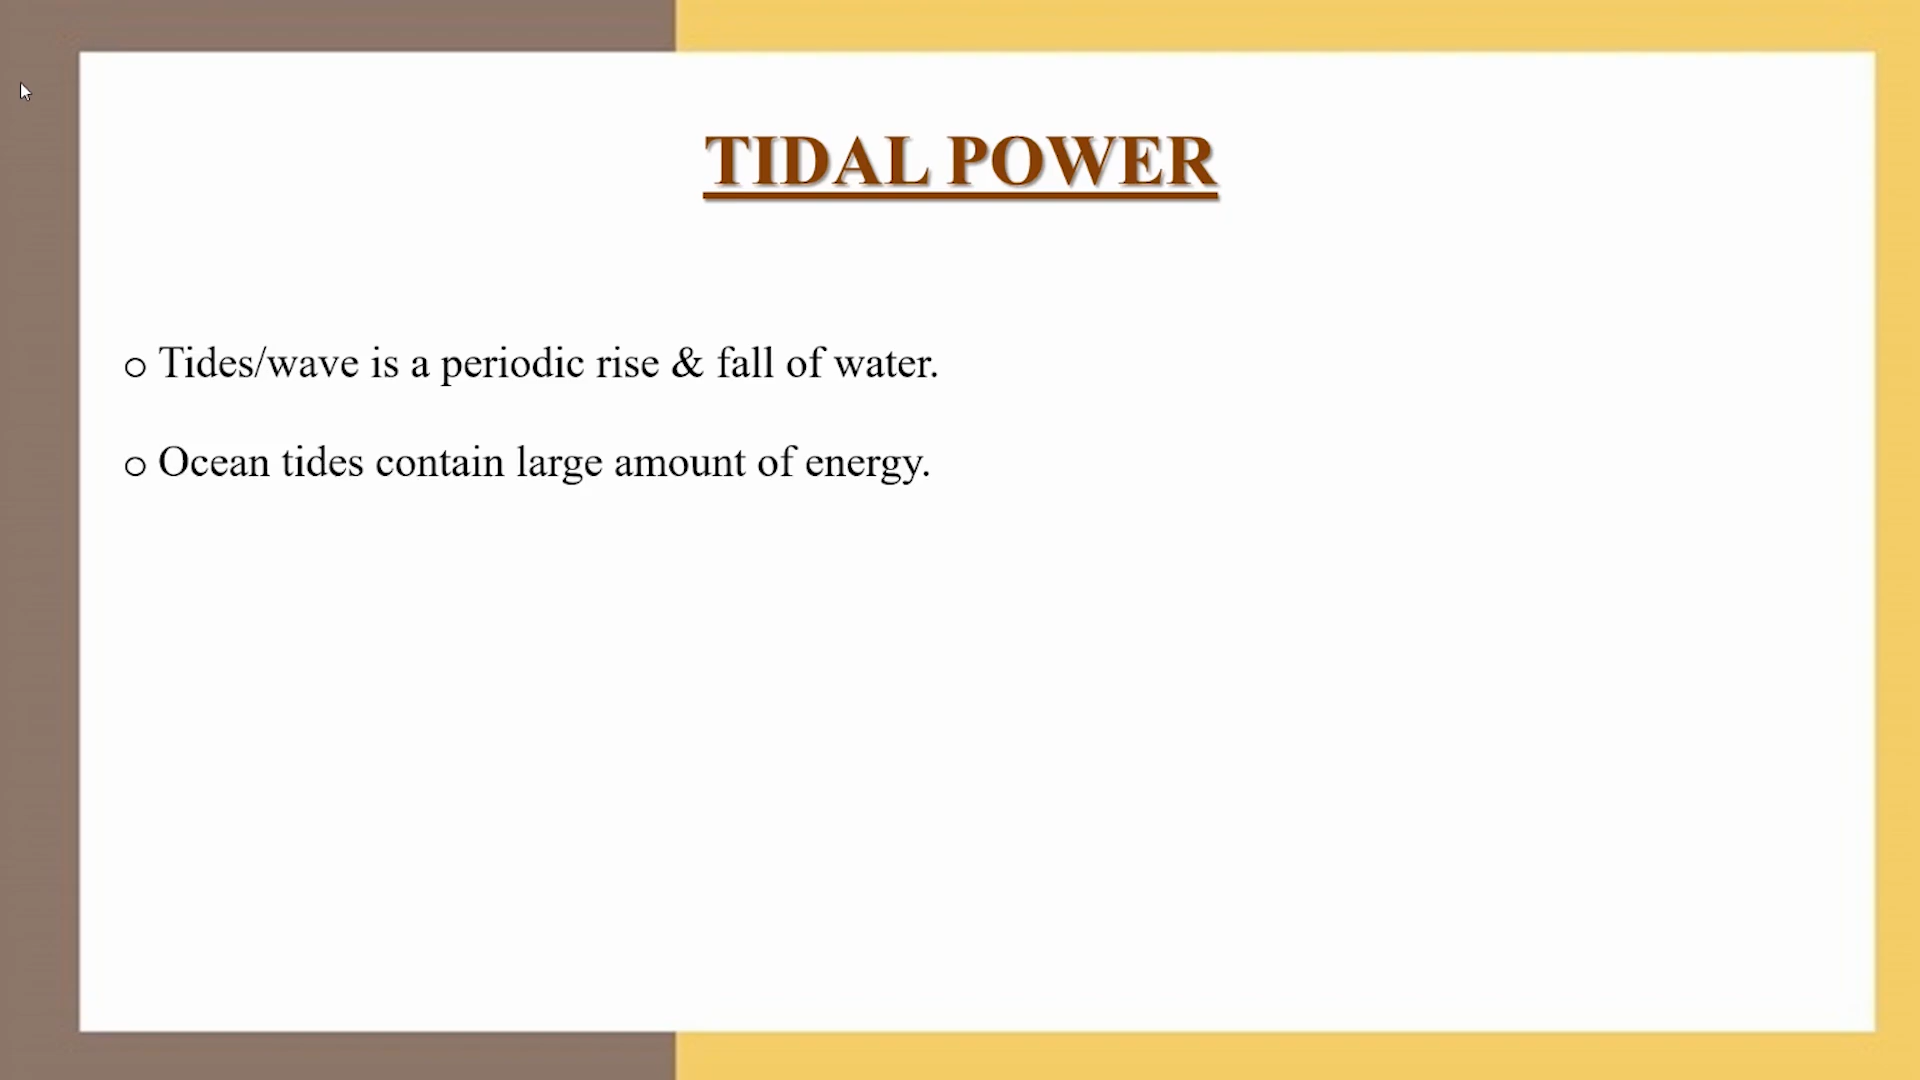 TIDAL POWER
o Tides/wave is a periodic rise & fall of water.
o Ocean tides contain large amount of energy.